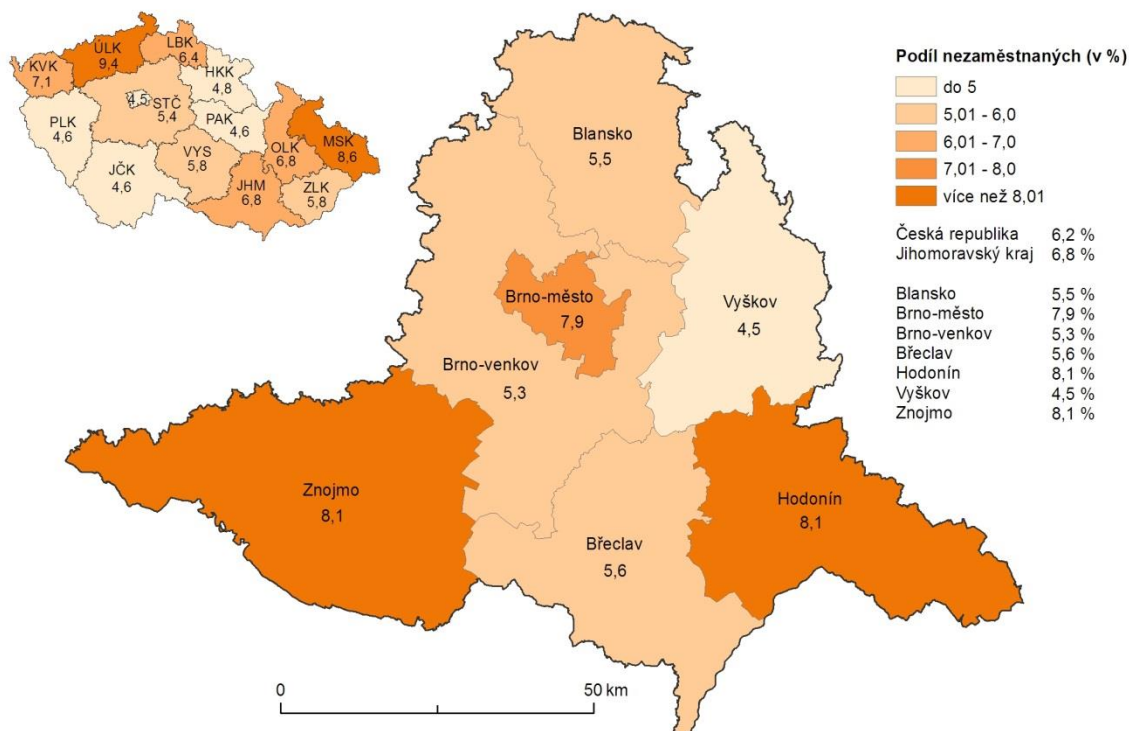 ÚLK
9,4
LBK
6,4
KVK
7,1
HKK
4,8
4,5
STČ
5,4
PLK
4,6
PAK
4,6
MSK
8,6
OLK
6,8
VYS
5,8
JČK
4,6
JHM
6,8
ZLK
5,8
Blansko
5,5
Brno-město
7,9
Vyškov
4,5
Brno-venkov
5,3
Znojmo
8,1
Hodonín
8,1
Břeclav
5,6
0 50 km
Podíl nezaměstnaných (v %)
do 5
5,01 - 6,0
6,01 - 7,0
7,01 - 8,0
více než 8,01
Česká republika 6,2 %
Jihomoravský kraj 6,8 %
Blansko 5,5 %
Brno-město 7,9 %
Brno-venkov 5,3 %
Břeclav 5,6 %
Hodonín 8,1 %
Vyškov 4,5 %
Znojmo 8,1 %